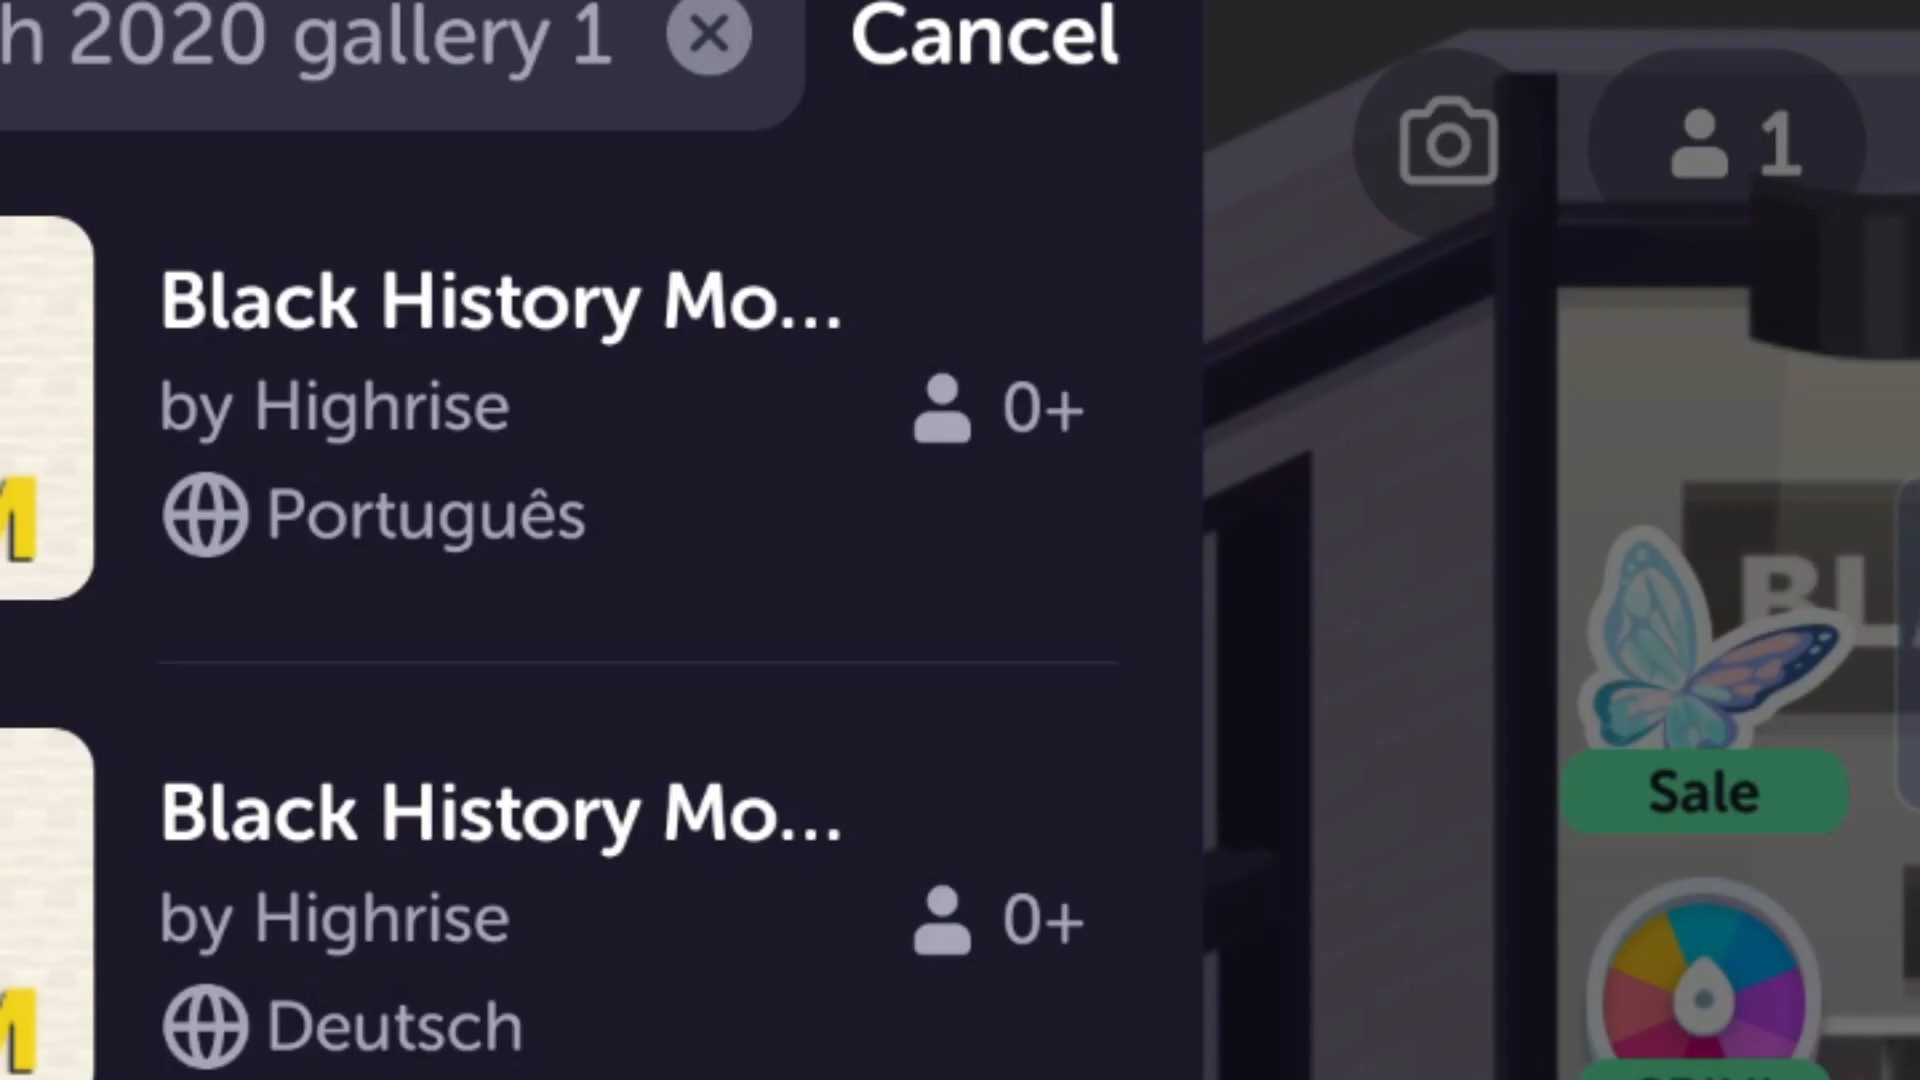 h 2020 gallery 1
Cancel
1
Black History Mo...
by Highrise
0+
Português
BL
Sale
Black History Mo...
by Highrise
0+
Deutsch
M
M